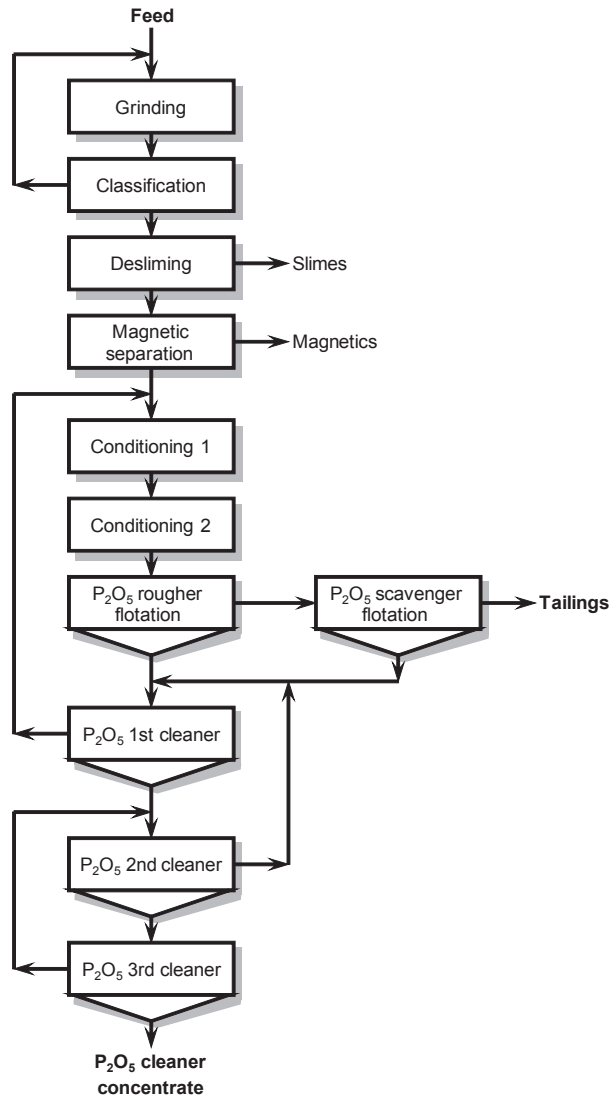 Feed
Grinding
Classification
Desliming
Slimes
Magnetic
separation
Magnetics
Conditioning 1
Conditioning 2
P₂O₅ rougher
flotation
P₂O₅ scavenger
flotation
Tailings
P₂O₅ 1st cleaner
P₂O₅ 2nd cleaner
P₂O₅ 3rd cleaner
P₂O₅ cleaner
concentrate